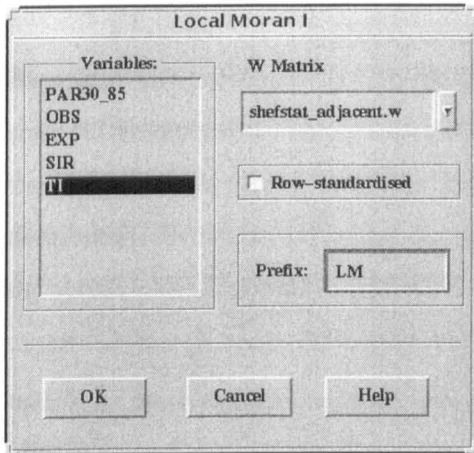 Local Moran I
Variables:
PAR30_85
OBS
EXP
SIR
TI
W Matrix
shefstat_adjacent.w
Row-standardised
Prefix:
LM
OK
Cancel
Help